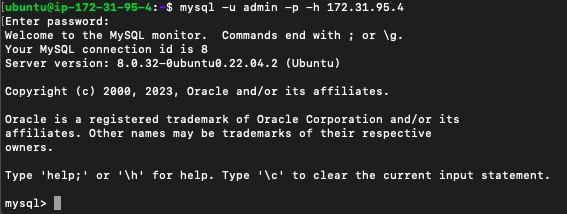 [ubuntu@ip-172-31-95-4:~$ mysql -u admin -p -h 172.31.95.4
[Enter password:
Welcome to the MySQL monitor.  Commands end with ; or \g.
Your MySQL connection id is 8
Server version: 8.0.32-0ubuntu0.22.04.2 (Ubuntu)

Copyright (c) 2000, 2023, Oracle and/or its affiliates.

Oracle is a registered trademark of Oracle Corporation and/or its
affiliates. Other names may be trademarks of their respective
owners.

Type 'help;' or '\h' for help. Type '\c' to clear the current input statement.

mysql>